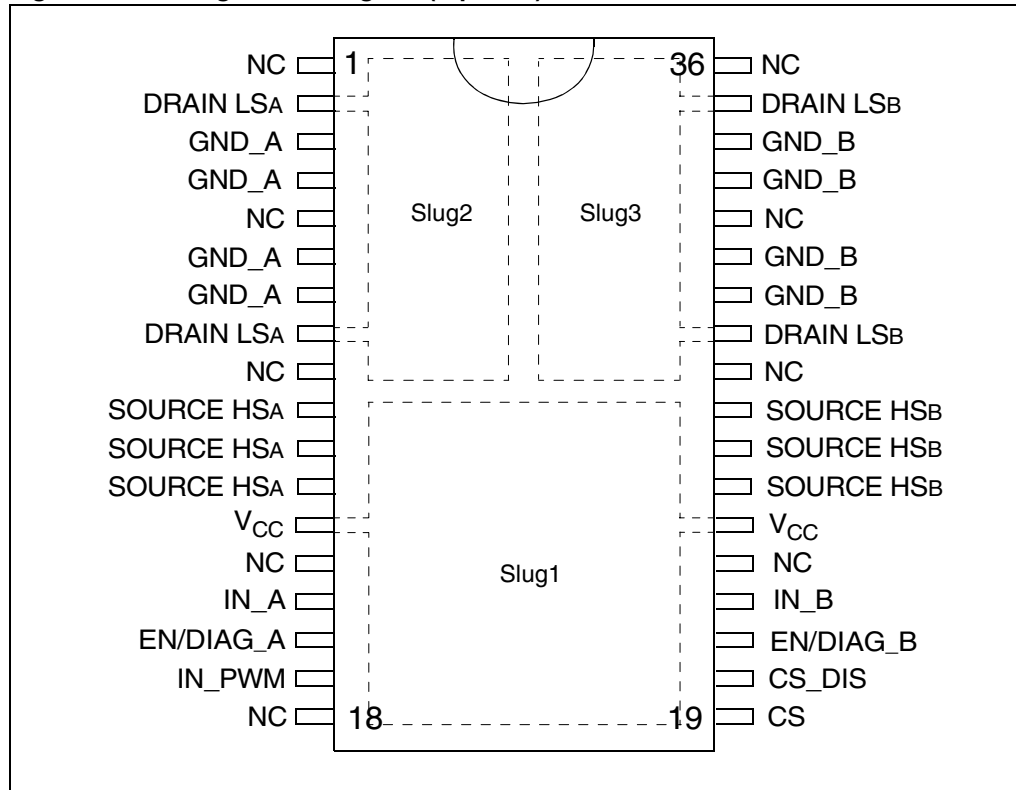 NC 1 36 NC
DRAIN LSA DRAIN LSB
GND_A GND_B
GND_A GND_B
Slug2 Slug3
NC NC
GND_A GND_B
GND_A GND_B
DRAIN LSA DRAIN LSB
NC NC
SOURCE HSA SOURCE HSB
SOURCE HSA SOURCE HSB
SOURCE HSA SOURCE HSB
VCC VCC
NC NC
Slug1
IN_A IN_B
EN/DIAG_A EN/DIAG_B
IN_PWM CS_DIS
NC 18 19 CS